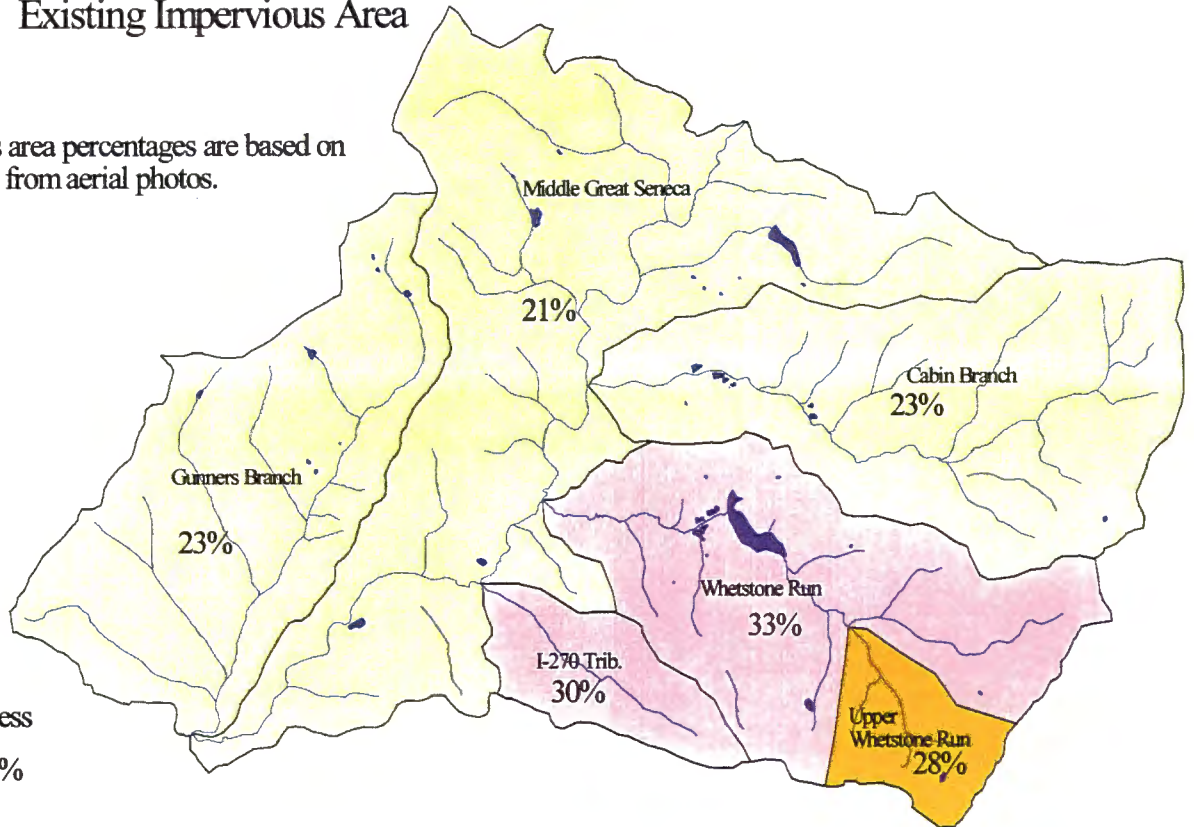 Existing Impervious Area
area percentages are based on
from aerial photos.
Middle Great Seneca
21%
Cabin Branch
23%
Gunners Branch
23%
Whetstone Run
33%
I-270 Trib.
30%
Upper
Whetstone Run
28%
ess
%